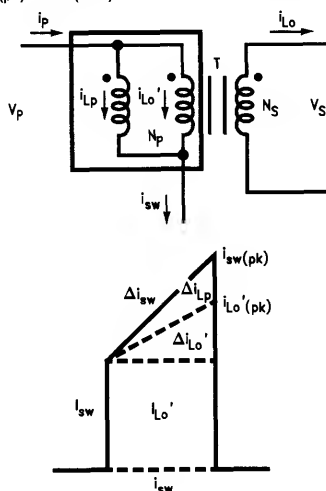 iP
iLo
T
iLp
iLo'
VP
NP
NS
VS
isw
isw(pk)
Δisw
ΔiLp
iLo'(pk)
ΔiLo'
Isw
ILo'
isw